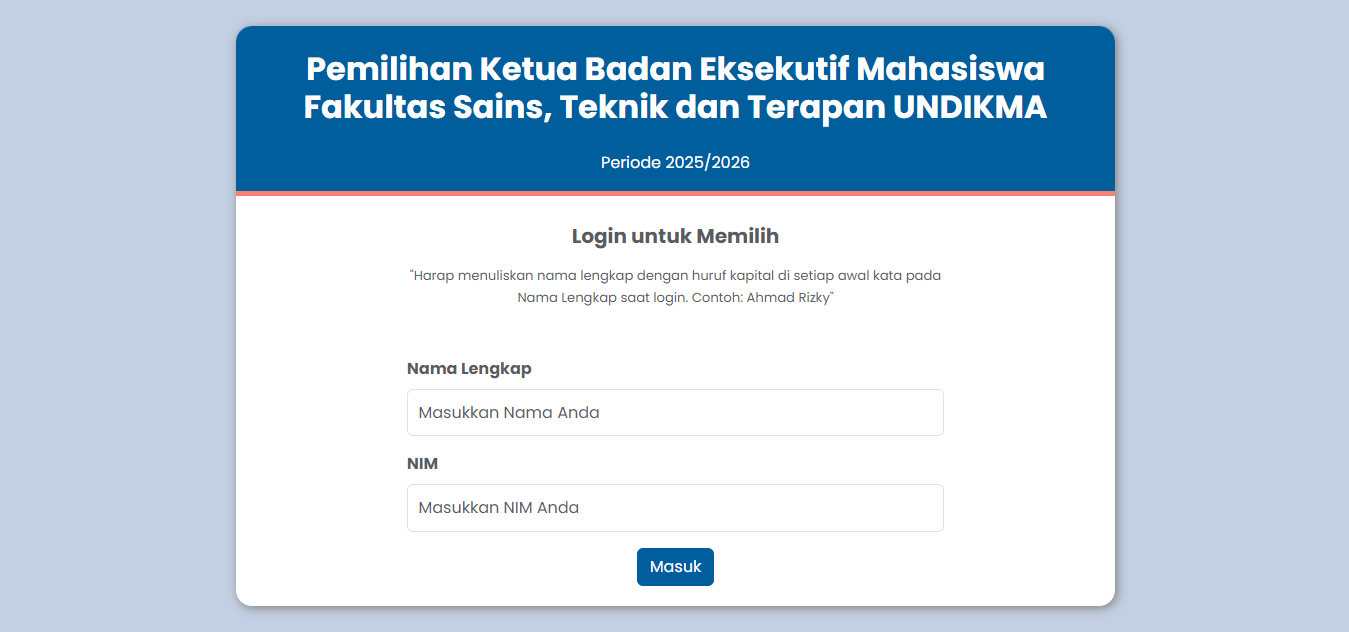 Pemilihan Ketua Badan Eksekutif Mahasiswa
Fakultas Sains, Teknik dan Terapan UNDIKMA
Periode 2025/2026
Login untuk Memilih
"Harap menuliskan nama lengkap dengan huruf kapital di setiap awal kata pada
Nama Lengkap saat login. Contoh: Ahmad Rizky"
Nama Lengkap
Masukkan Nama Anda
NIM
Masukkan NIM Anda
Masuk